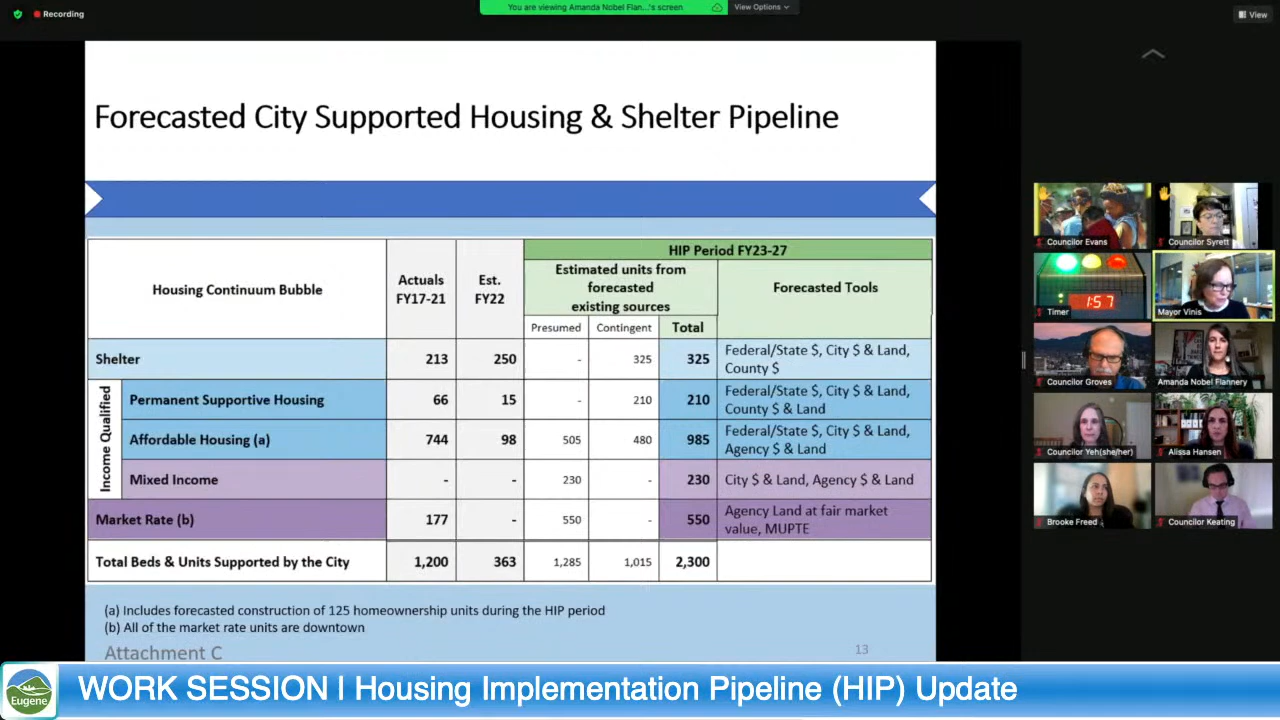 Recording
You are viewing Amanda Nobel Flan...'s screen
View Options
View
Forecasted City Supported Housing & Shelter Pipeline
Housing Continuum Bubble
Actuals
FY17-21
Est.
FY22
HIP Period FY23-27
Estimated units from
forecasted
existing sources
Forecasted Tools
Presumed
Contingent
Total
Shelter
213
250
-
325
325
Federal/State $, City $ & Land,
County $
Income Qualified
Permanent Supportive Housing
66
15
-
210
210
Federal/State $, City $ & Land,
County $ & Land
Affordable Housing (a)
744
98
505
480
985
Federal/State $, City $ & Land,
Agency $ & Land
Mixed Income
-
-
230
-
230
City $ & Land, Agency $ & Land
Market Rate (b)
177
-
550
-
550
Agency Land at fair market
value, MUPTE
Total Beds & Units Supported by the City
1,200
363
1,285
1,015
2,300
(a) Includes forecasted construction of 125 homeownership units during the HIP period
(b) All of the market rate units are downtown
Attachment C
13
Councilor Evans
Councilor Syrett
1:57
Timer
Mayor Vinis
Councilor Groves
Amanda Nobel Flannery
Councilor Yeh(she/her)
Alissa Hansen
Brooke Freed
Councilor Keating
Eugene
WORK SESSION | Housing Implementation Pipeline (HIP) Update